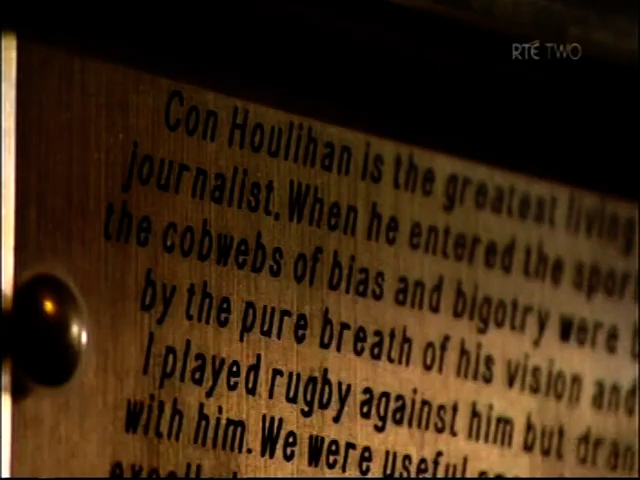 RTÉ TWO
Con Houlihan is the greatest living
journalist. When he entered the
the cobwebs of bias and bigotry were
by the pure breath of his vision and
I played rugby against him but
with him. We were useful